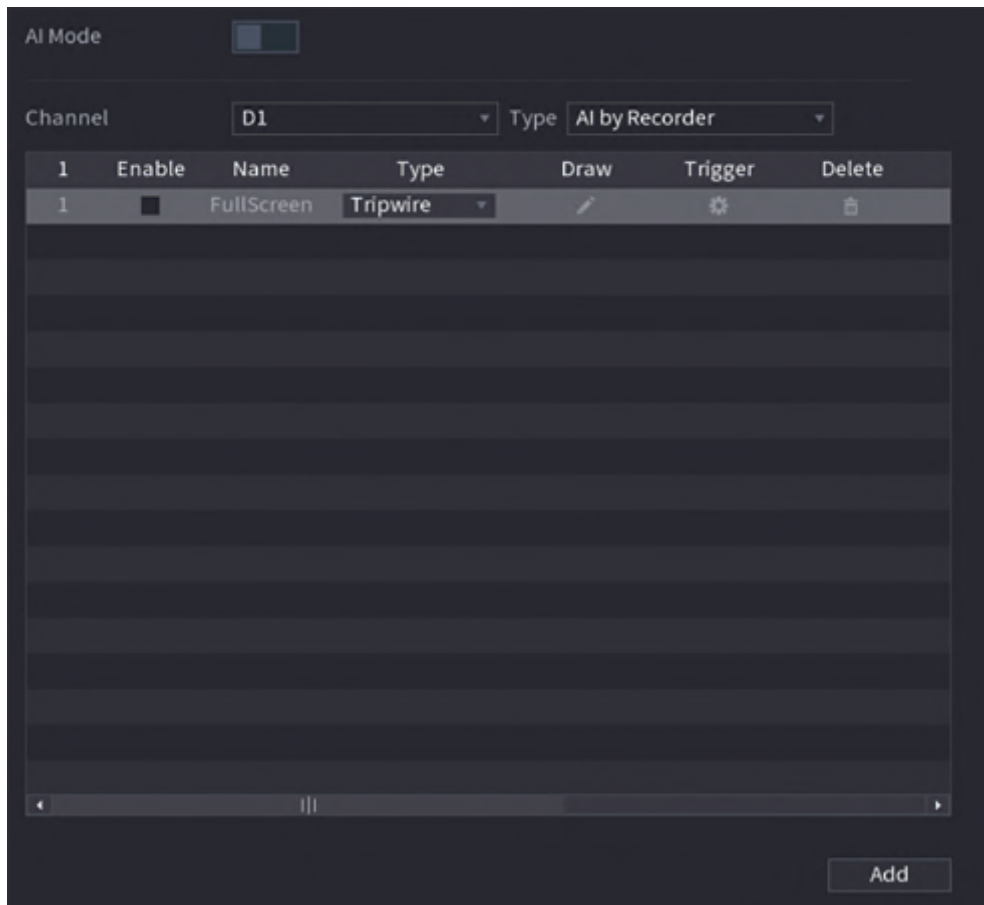 AI Mode
Channel D1 Type AI by Recorder
1 Enable Name Type Draw Trigger Delete
1 FullScreen Tripwire
Add